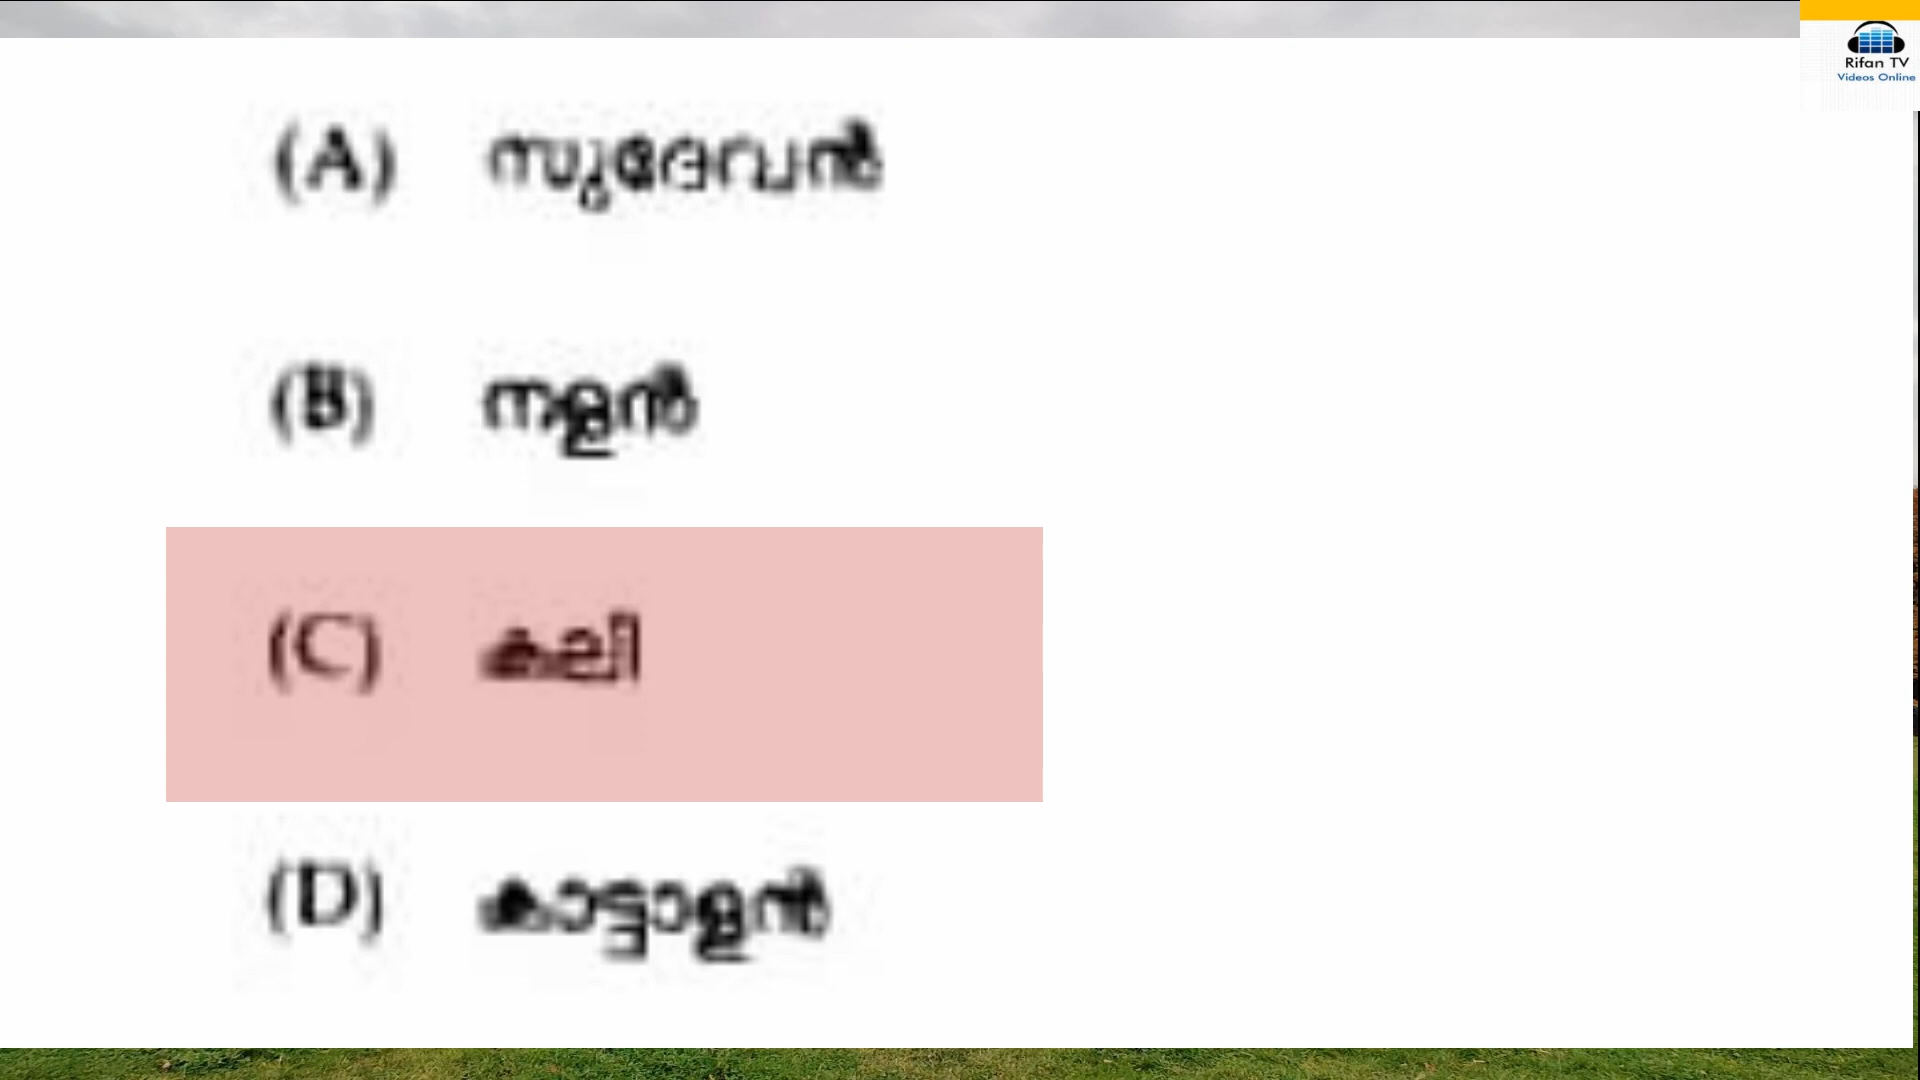 Rifan TV
Videos Online
(A) സുദേവൻ
(B) നളൻ
(C) കലി
(D) കാട്ടാളൻ